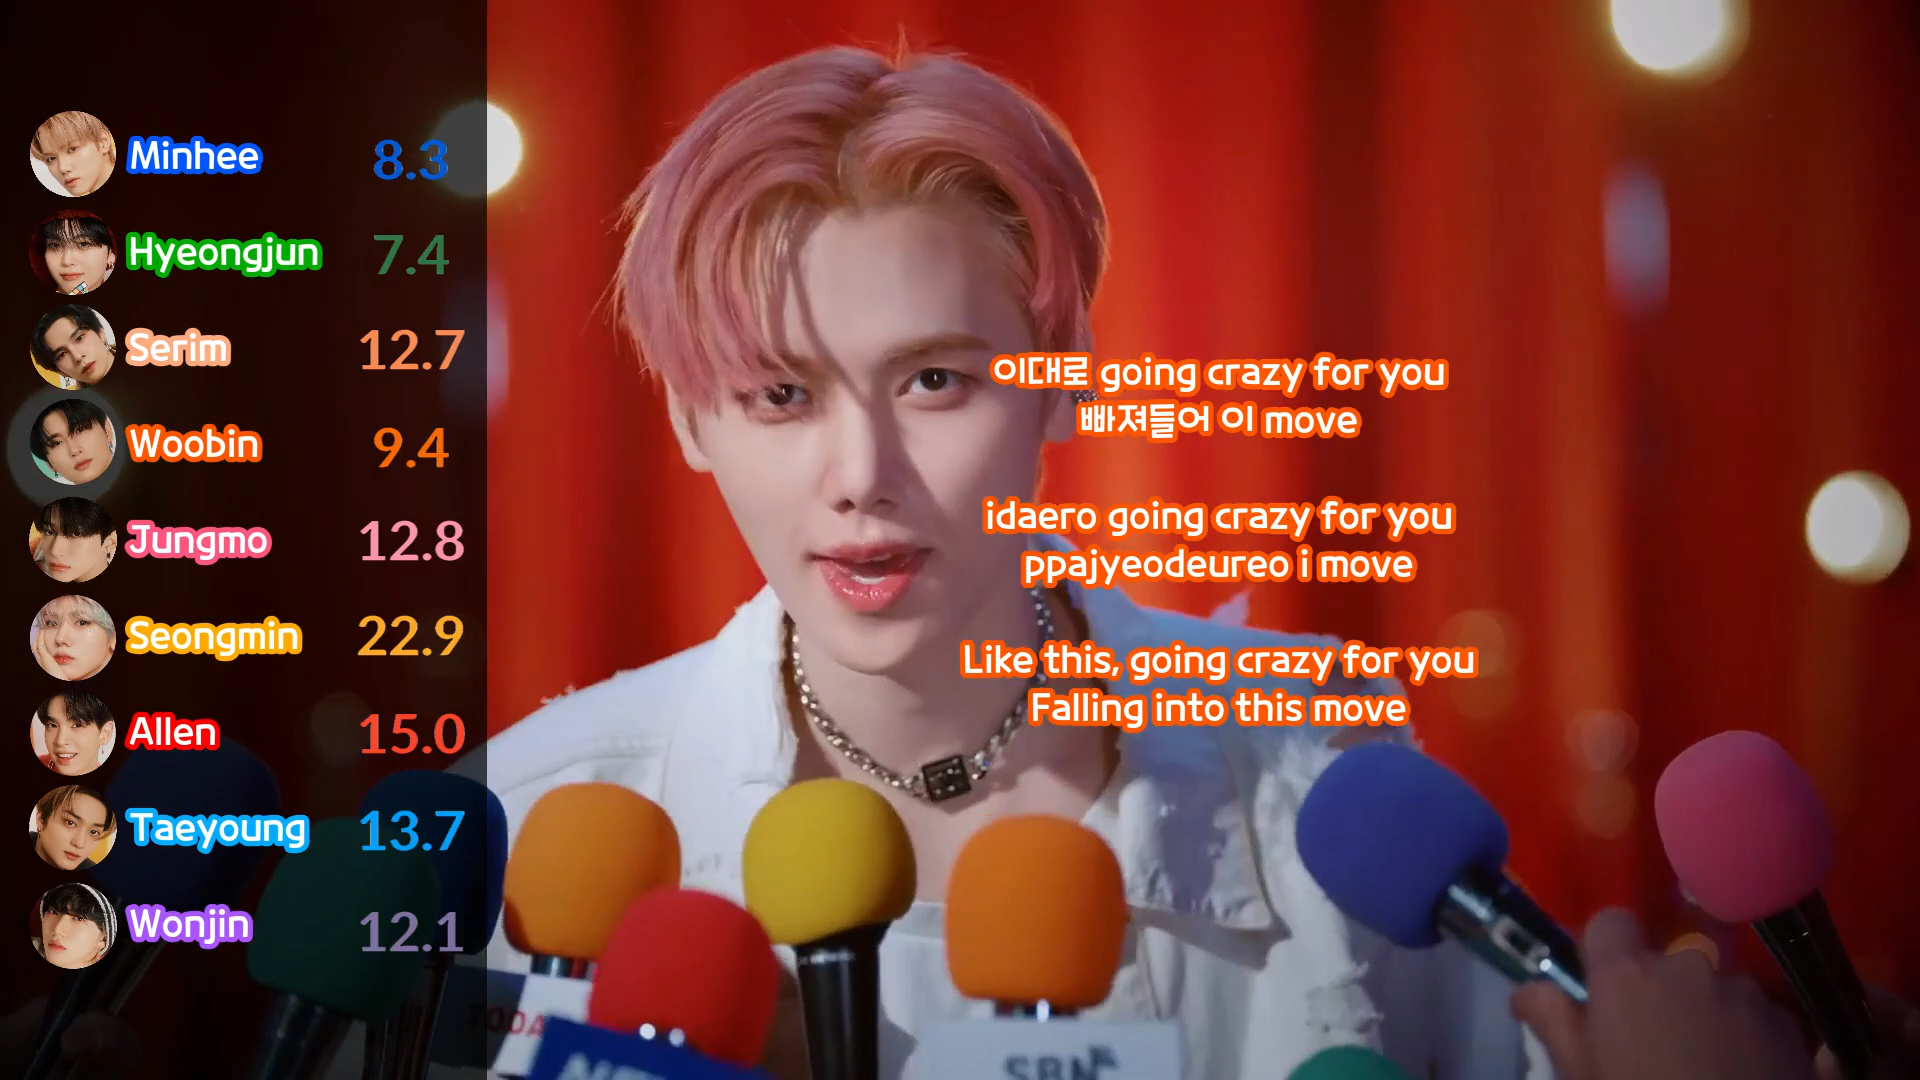 Minhee 8.3
Hyeongjun 7.4
Serim 12.7
Woobin 9.4
Jungmo 12.8
Seongmin 22.9
Allen 15.0
Taeyoung 13.7
Wonjin 12.1
이대로 going crazy for you
빠져들어 이 move
idaero going crazy for you
ppajyeodeureo i move
Like this, going crazy for you
Falling into this move
SBN